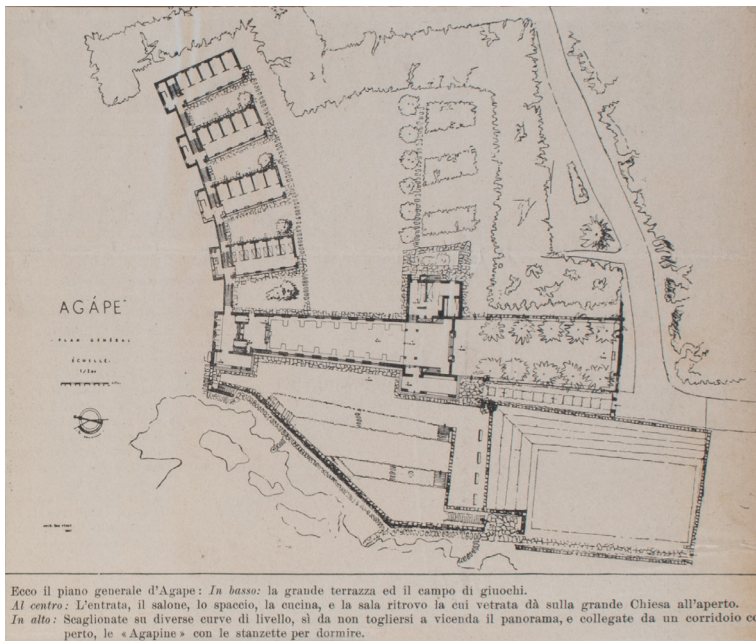 AGÁPE
PLAN GÉNÉRAL
ÉCHELLE:
Ecco il piano generale d'Agape: In basso: la grande terrazza ed il campo di giuochi.
Al centro: L'entrata, il salone, lo spaccio, la cucina, e la sala ritrovo la cui vetrata dà sulla grande Chiesa all'aperto.
In alto: Scaglionate su diverse curve di livello, sì da non togliersi a vicenda il panorama, e collegate da un corridoio
perto, le « Agapine » con le stanzette per dormire.